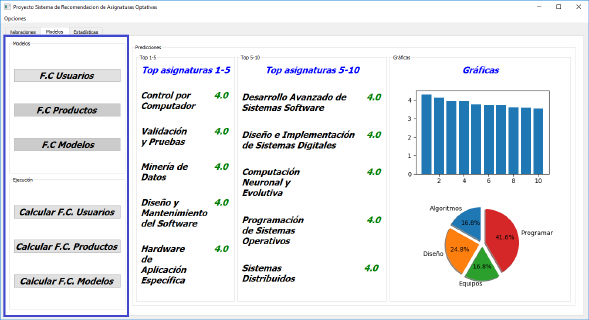 Proyecto Sistema de Recomendacion de Asignaturas Optativas
Opciones
Valoraciones Modelos Estadísticas
Modelos
F.C Usuarios
F.C Productos
F.C Modelos
Ejecución
Calcular F.C. Usuarios
Calcular F.C. Productos
Calcular F.C. Modelos
Predicciones
Top 1-5
Top asignaturas 1-5
Control por 4.0
Computador
Validación 4.0
y Pruebas
Minería de 4.0
Datos
Diseño y 4.0
Mantenimiento
del Software
Hardware 4.0
de
Aplicación
Específica
Top 5-10
Top asignaturas 5-10
Desarrollo Avanzado de 4.0
Sistemas Software
Diseño e Implementación 4.0
de Sistemas Digitales
Computación 4.0
Neuronal y
Evolutiva
Programación 4.0
de Sistemas
Operativos
Sistemas 4.0
Distribuidos
Gráficas
Gráficas
4
3
2
1
0
2 4 6 8 10
Algoritmos
16.8%
Programar
41.6%
Diseño
24.8%
Equipos
16.8%